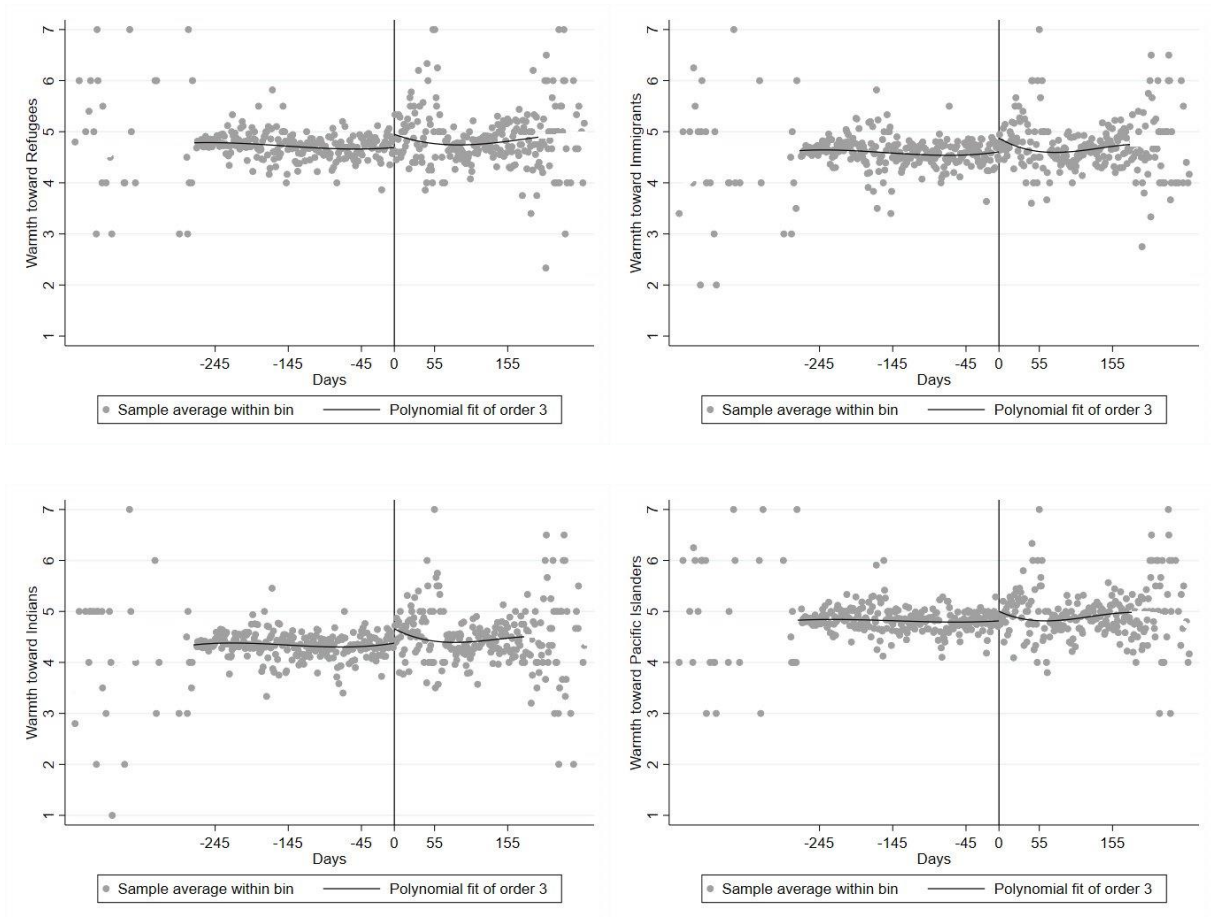 Warmth toward Refugees
7
6
5
4
3
2
1
-245 -145 -45 0 55 155
Days
Sample average within bin Polynomial fit of order 3
Warmth toward Immigrants
7
6
5
4
3
2
1
-245 -145 -45 0 55 155
Days
Sample average within bin Polynomial fit of order 3
Warmth toward Indians
7
6
5
4
3
2
1
-245 -145 -45 0 55 155
Days
Sample average within bin Polynomial fit of order 3
Warmth toward Pacific Islanders
7
6
5
4
3
2
1
-245 -145 -45 0 55 155
Days
Sample average within bin Polynomial fit of order 3